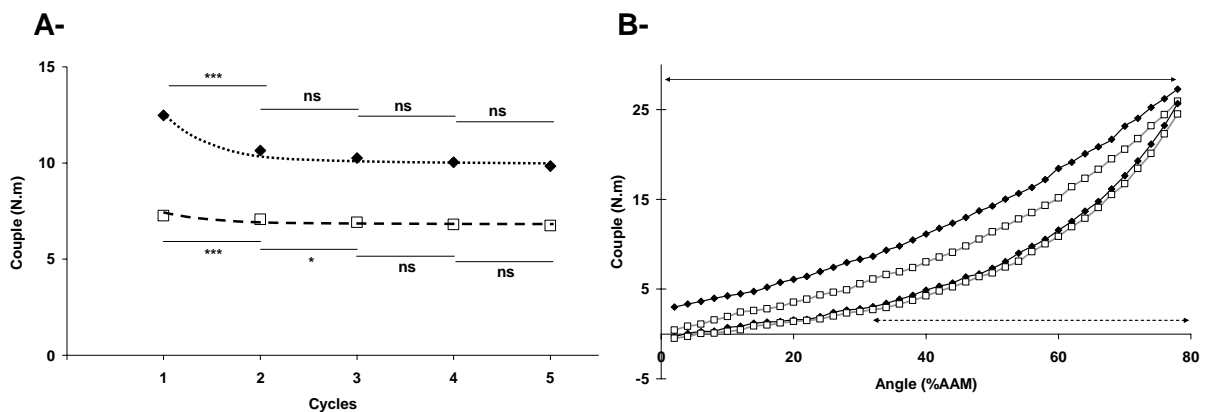 A-
15
10
5
0
Couple (N.m)
***
ns
ns
ns
***
*
ns
ns
1 2 3 4 5
Cycles
B-
25
15
5
-5
Couple (N.m)
0 20 40 60 80
Angle (%AAM)